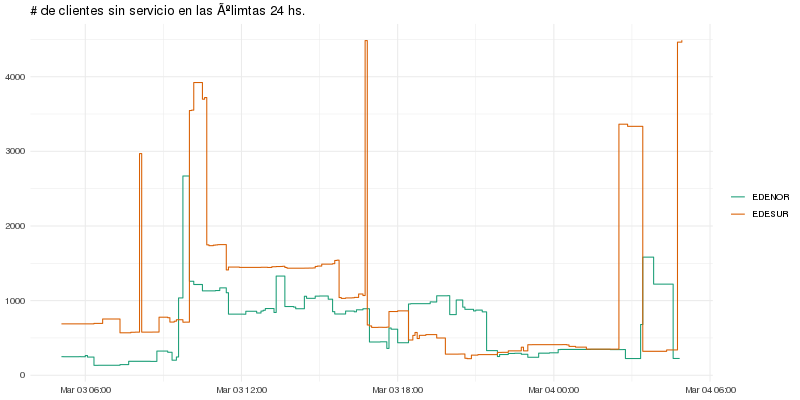 # de clientes sin servicio en las Ãºlimtas 24 hs.
4000
3000
2000
1000
0
Mar 03 06:00
Mar 03 12:00
Mar 03 18:00
Mar 04 00:00
Mar 04 06:00
EDENOR
EDESUR